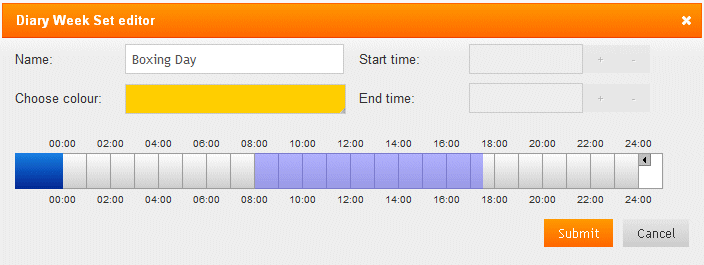 Diary Week Set editor ✖
Name: Boxing Day Start time: + -
Choose colour: End time: + -
00:00 02:00 04:00 06:00 08:00 10:00 12:00 14:00 16:00 18:00 20:00 22:00 24:00
00:00 02:00 04:00 06:00 08:00 10:00 12:00 14:00 16:00 18:00 20:00 22:00 24:00
Submit Cancel